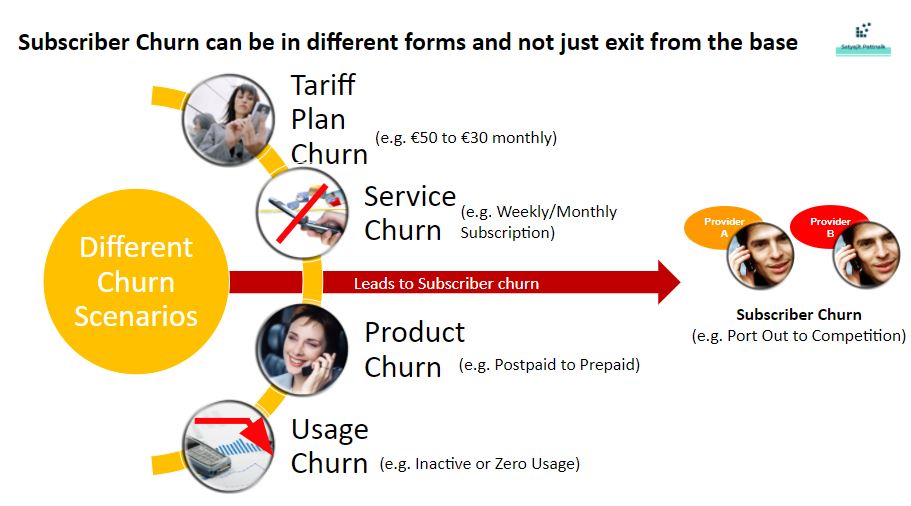 Subscriber Churn can be in different forms and not just exit from the base
Satyajit Pattnaik
Tariff
Plan
Churn
(e.g. €50 to €30 monthly)
Service
Churn
(e.g. Weekly/Monthly
Subscription)
Different
Churn
Scenarios
Leads to Subscriber churn
Provider
A
Provider
B
Subscriber Churn
(e.g. Port Out to Competition)
Product
Churn
(e.g. Postpaid to Prepaid)
Usage
Churn
(e.g. Inactive or Zero Usage)